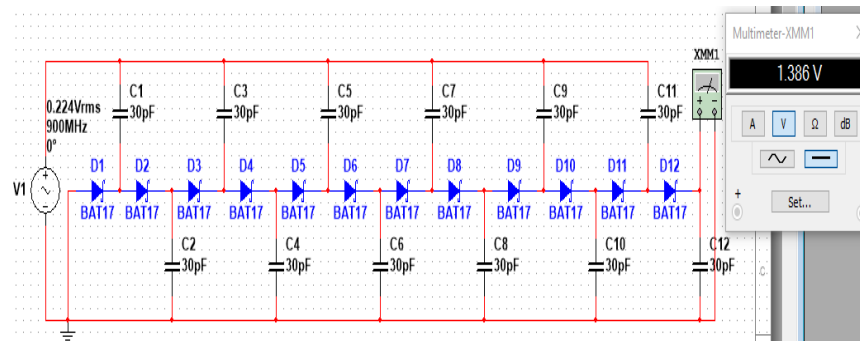 Multimeter-XMM1
XMM1
1.386 V
A V Ω dB
Set...
+
C
0.224Vrms
900MHz
0°
V1
C1
30pF
C3
30pF
C5
30pF
C7
30pF
C9
30pF
C11
30pF
D1
BAT17
D2
BAT17
D3
BAT17
D4
BAT17
D5
BAT17
D6
BAT17
D7
BAT17
D8
BAT17
D9
BAT17
D10
BAT17
D11
BAT17
D12
BAT17
C2
30pF
C4
30pF
C6
30pF
C8
30pF
C10
30pF
C12
30pF